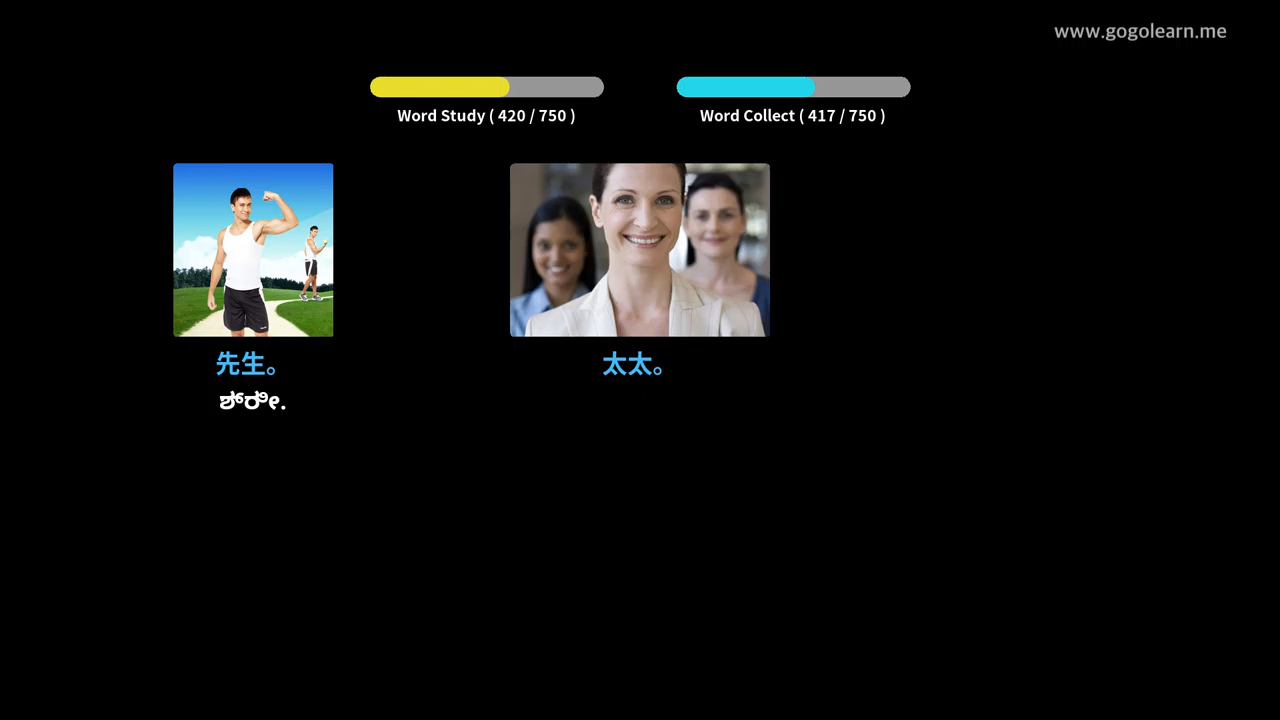 www.gogolearn.me
Word Study ( 420 / 750 )
Word Collect ( 417 / 750 )
先生。
太太。
ಶ್ರೀ.